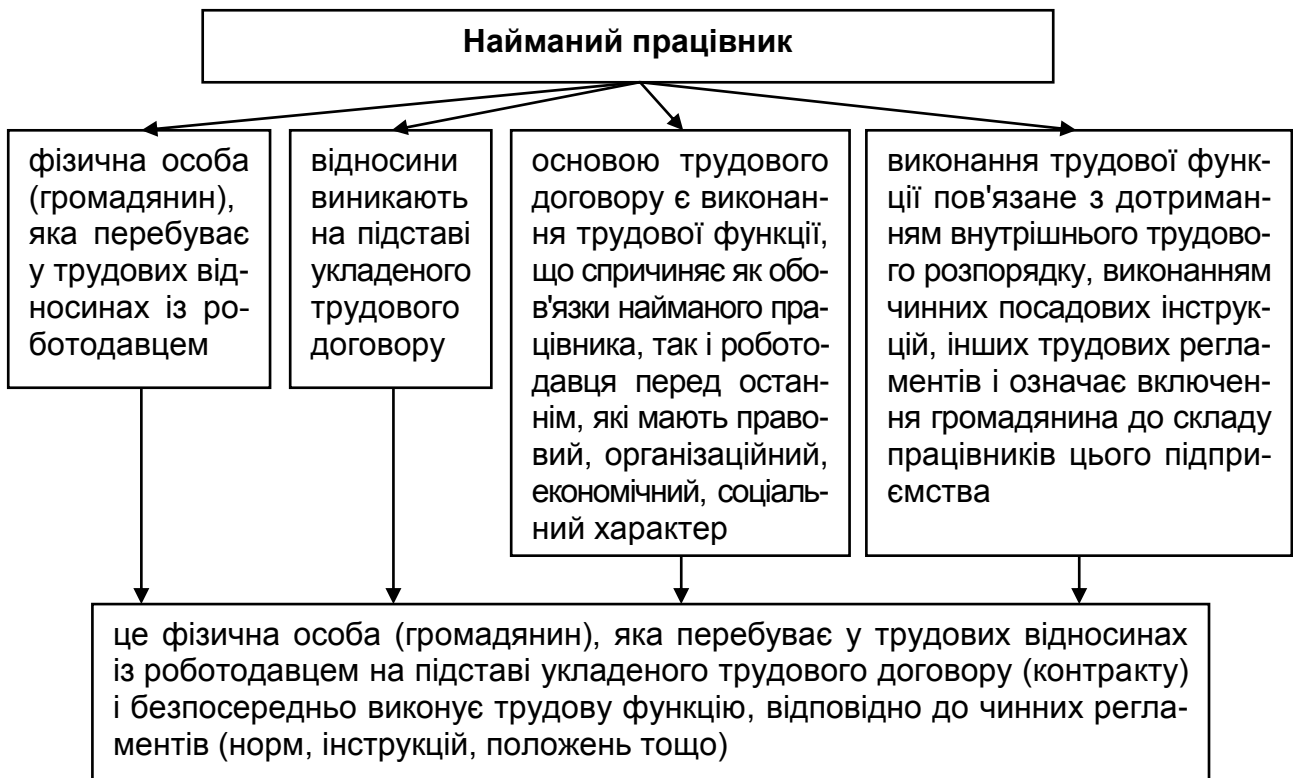 Найманий працівник
фізична особа
(громадянин),
яка перебуває
у трудових від-
носинах із ро-
ботодавцем
відносини
виникають
на підставі
укладеного
трудового
договору
основою трудового
договору є виконан-
ня трудової функції,
що спричиняє як обо-
в'язки найманого пра-
цівника, так і робото-
давця перед остан-
нім, які мають право-
вий, організаційний,
економічний, соціаль-
ний характер
виконання трудової функ-
ції пов'язане з дотриман-
ням внутрішнього трудово-
го розпорядку, виконанням
чинних посадових інструк-
цій, інших трудових регла-
ментів і означає включен-
ня громадянина до складу
працівників цього підпри-
ємства
це фізична особа (громадянин), яка перебуває у трудових відносинах
із роботодавцем на підставі укладеного трудового договору (контракту)
і безпосередньо виконує трудову функцію, відповідно до чинних регла-
ментів (норм, інструкцій, положень тощо)